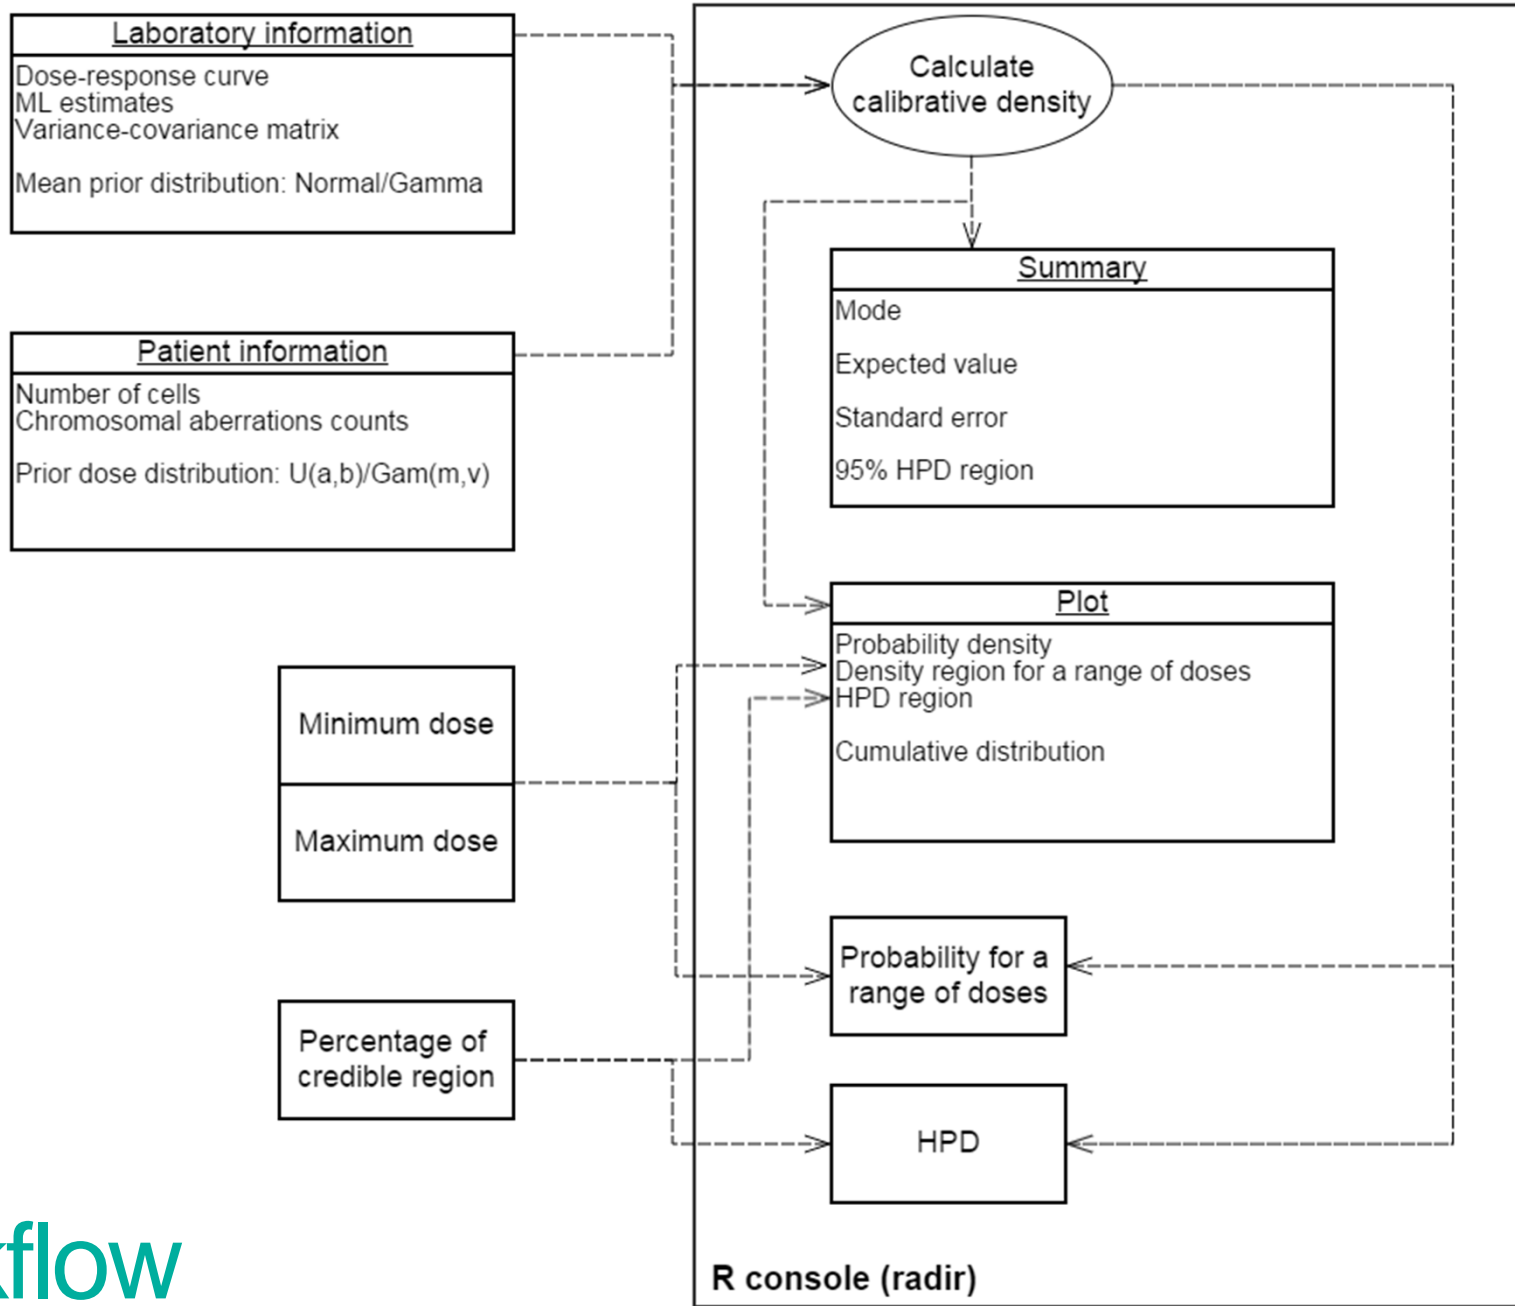 Laboratory information
Dose-response curve
ML estimates
Variance-covariance matrix
Mean prior distribution: Normal/Gamma
Patient information
Number of cells
Chromosomal aberrations counts
Prior dose distribution: U(a,b)/Gam(m,v)
Minimum dose
Maximum dose
Percentage of
credible region
Calculate
calibrative density
Summary
Mode
Expected value
Standard error
95% HPD region
Plot
Probability density
Density region for a range of doses
HPD region
Cumulative distribution
Probability for a
range of doses
HPD
R console (radir)
kflow